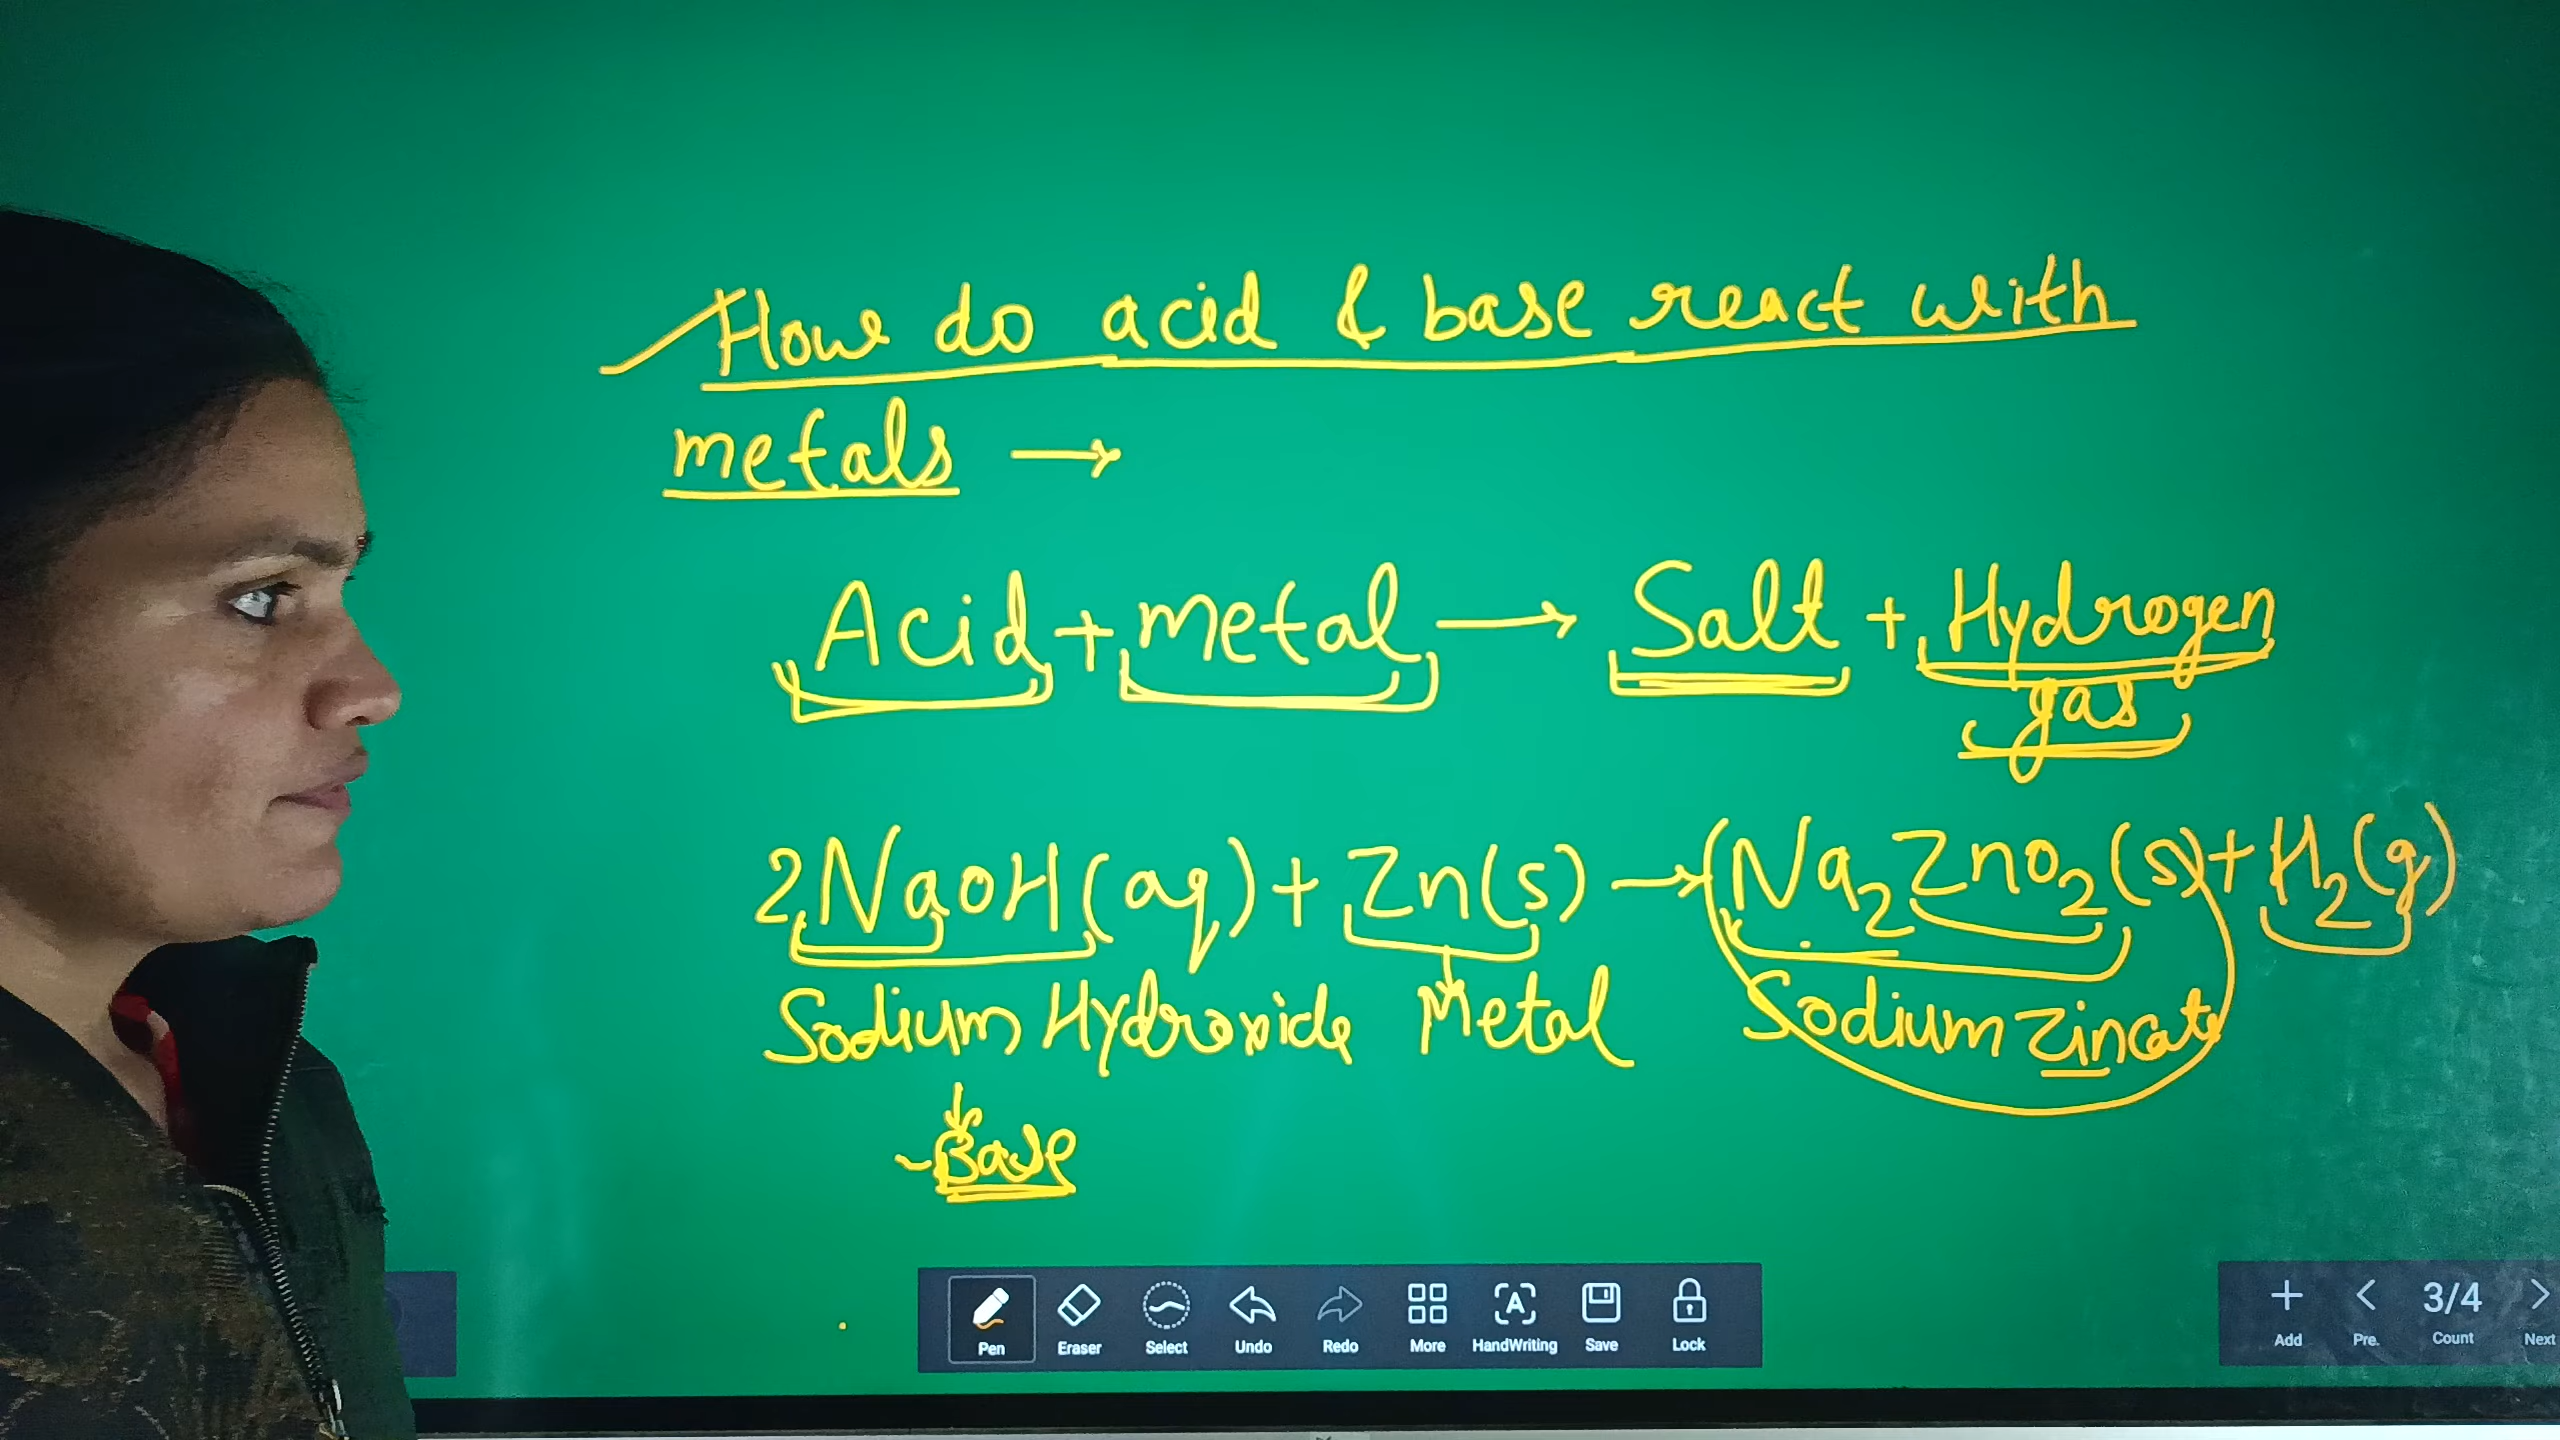 How do acid & base react with
metals →
Acid + metal → Salt + Hydrogen
gas
2NaOH(aq) + Zn(s) → (Na₂ZnO₂(s) + H₂(g)
Sodium Hydroxide Metal Sodium Zincate
Base
Pen Eraser Select Undo Redo More HandWriting Save Lock
3/4
Add Pre. Count Next